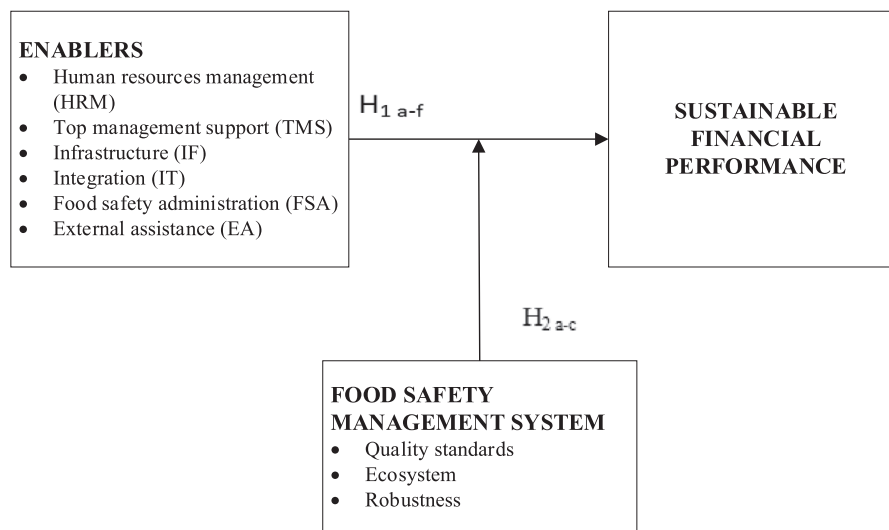 ENABLERS
• Human resources management
(HRM)
• Top management support (TMS)
• Infrastructure (IF)
• Integration (IT)
• Food safety administration (FSA)
• External assistance (EA)
H1 a-f
SUSTAINABLE
FINANCIAL
PERFORMANCE
H2 a-c
FOOD SAFETY
MANAGEMENT SYSTEM
• Quality standards
• Ecosystem
• Robustness